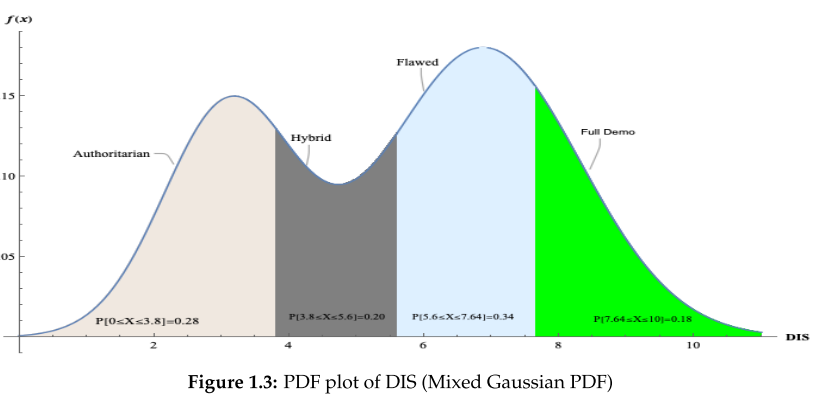 f(x)
Flawed
15
Full Demo
Hybrid
Authoritarian
10
05
P[0≤X≤3.8]=0.28
P[3.8≤X≤5.6]=0.20
P[5.6≤X≤7.64]=0.34
P[7.64≤X≤10]=0.18
2 4 6 8 10
DIS
Figure 1.3: PDF plot of DIS (Mixed Gaussian PDF)